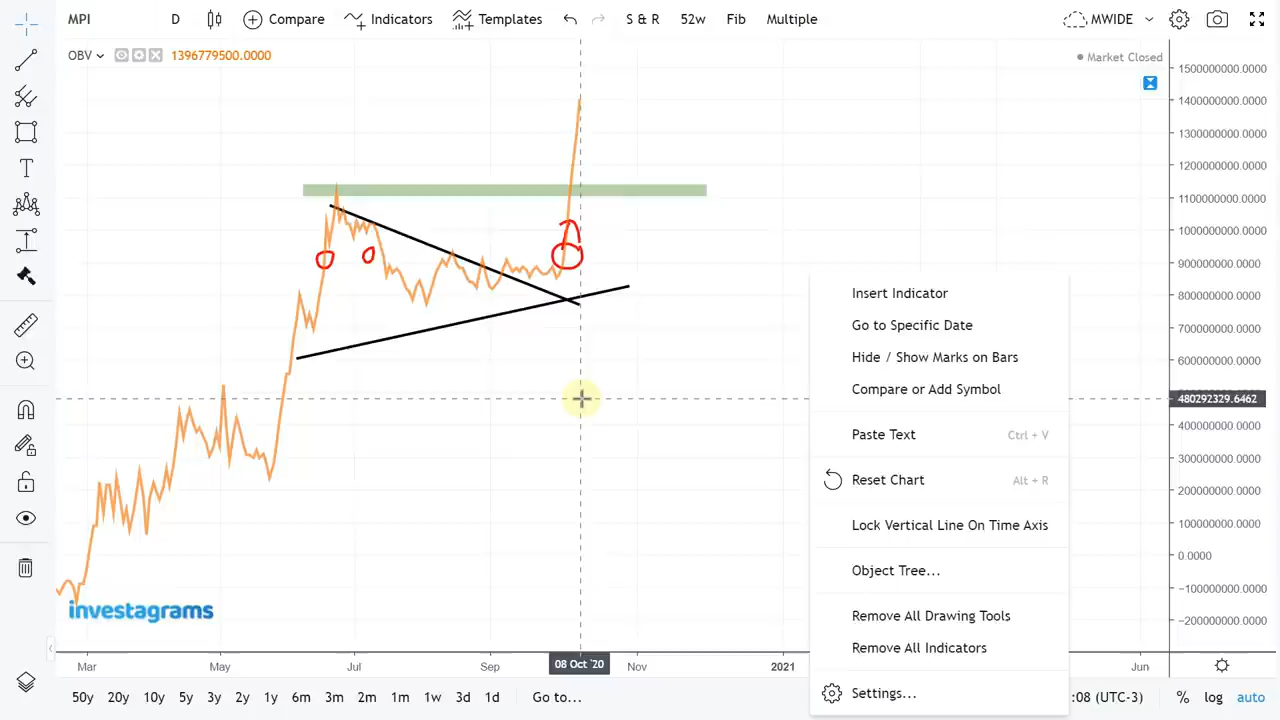 MPI D Compare Indicators Templates S & R 52w Fib Multiple MWIDE
OBV 1396779500.0000
Market Closed
1500000000.0000
1400000000.0000
1300000000.0000
1200000000.0000
1100000000.0000
1000000000.0000
900000000.0000
800000000.0000
700000000.0000
600000000.0000
480292329.6462
400000000.0000
300000000.0000
200000000.0000
100000000.0000
0.0000
-100000000.0000
-200000000.0000
Insert Indicator
Go to Specific Date
Hide / Show Marks on Bars
Compare or Add Symbol
Paste Text Ctrl + V
Reset Chart Alt + R
Lock Vertical Line On Time Axis
Object Tree...
Remove All Drawing Tools
Remove All Indicators
Settings...
investagrams
Mar May Jul Sep 08 Oct '20 Nov 2021 Jun
50y 20y 10y 5y 3y 2y 1y 6m 3m 2m 1m 1w 3d 1d Go to... :08 (UTC-3) % log auto